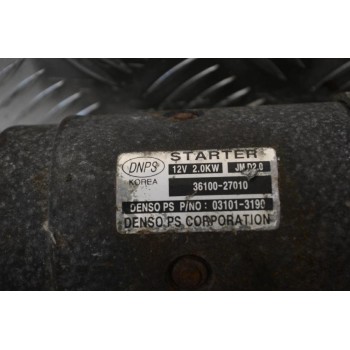 STARTER
DNPS 12V 2.0KW JM D2.0
KOREA 36100-27010
DENSO PS P/NO : 03101-3190
DENSO PS CORPORATION